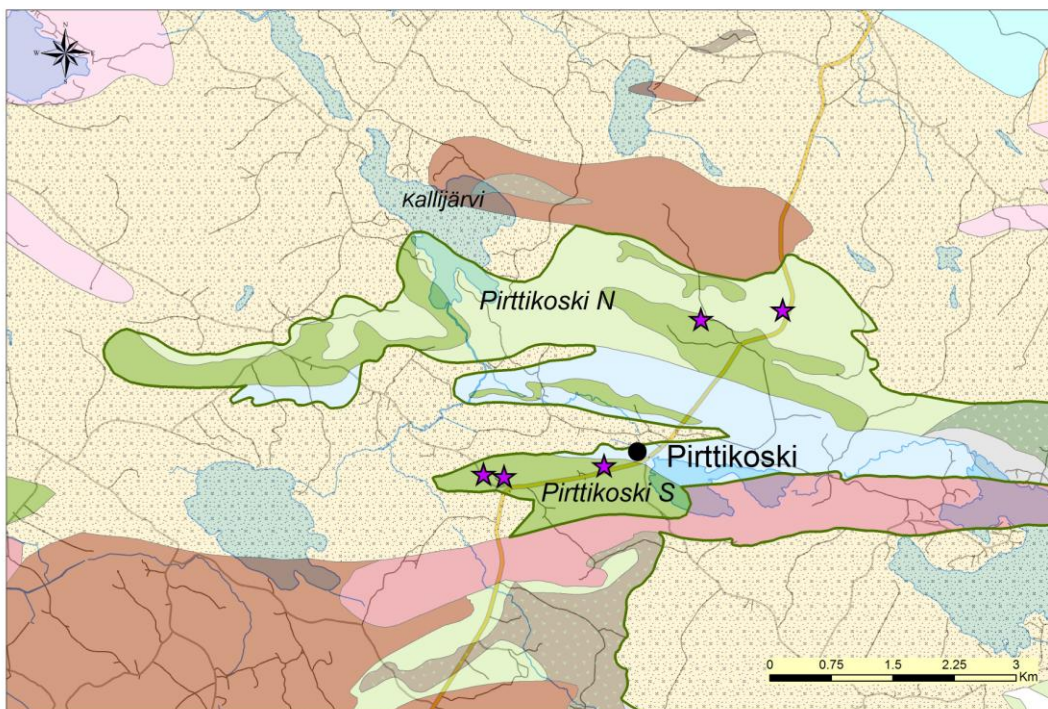 N
W E
S
Kallijärvi
Pirttikoski N
Pirttikoski
Pirttikoski S
0 0.75 1.5 2.25 3
Km